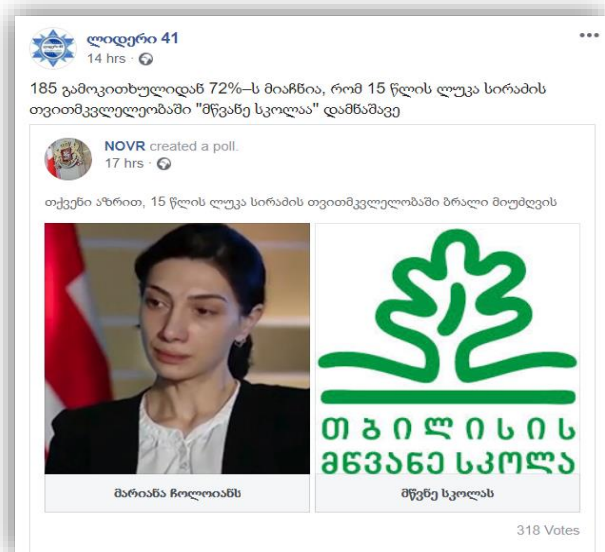 ლიდერი 41
14 hrs ·
185 გამოკითხულიდან 72%–ს მიაჩნია, რომ 15 წლის ლუკა სირაძის
თვითმკვლელეობაში "მწვანე სკოლაა" დამნაშავე
NOVR created a poll.
17 hrs ·
თქვენი აზრით, 15 წლის ლუკა სირაძის თვითმკვლელობაში ბრალი მიუძღვის
თბილისის
მწვანე სკოლა
მარიანა ჩოლოიანს
მწვნე სკოლას
318 Votes